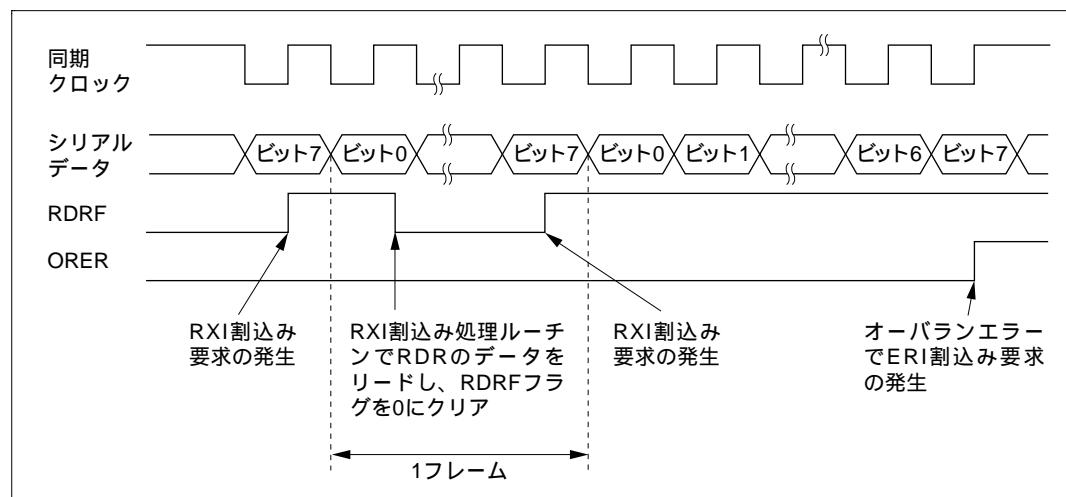 同期
クロック
シリアル
データ
ビット7 ビット0 ビット7 ビット0 ビット1 ビット6 ビット7
RDRF
ORER
RXI割込み
要求の発生
RXI割込み処理ルーチ
ンでRDRのデータを
リードし、RDRFフラ
グを0にクリア
RXI割込み
要求の発生
オーバランエラー
でERI割込み要求
の発生
1フレーム